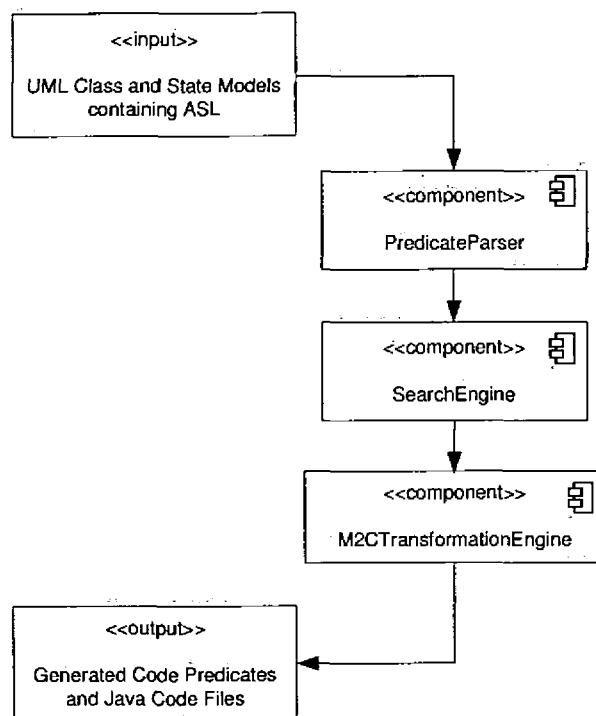 <<input>>
UML Class and State Models
containing ASL
<<component>>
PredicateParser
<<component>>
SearchEngine
<<component>>
M2CTransformationEngine
<<output>>
Generated Code Predicates
and Java Code Files